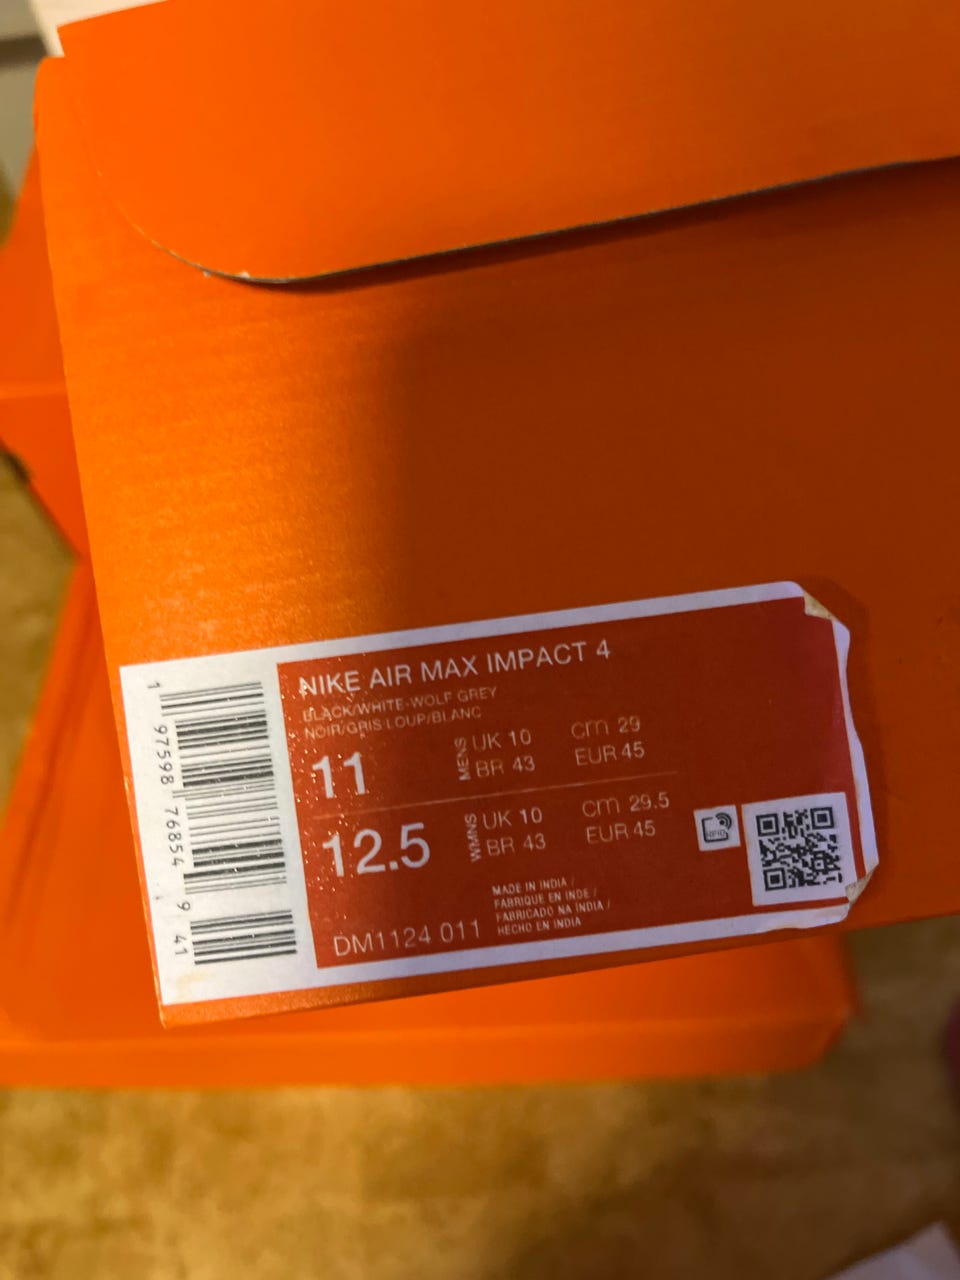 NIKE AIR MAX IMPACT 4
BLACK/WHITE-WOLF GREY
NOIR/GRIS LOUP/BLANC
11
MENS
UK 10
cm 29
BR 43
EUR 45
12.5
WMNS
UK 10
cm 29.5
BR 43
EUR 45
RFID
MADE IN INDIA /
FABRIQUE EN INDE /
FABRICADO NA INDIA /
HECHO EN INDIA
DM1124 011
1 97598 76854 9 41